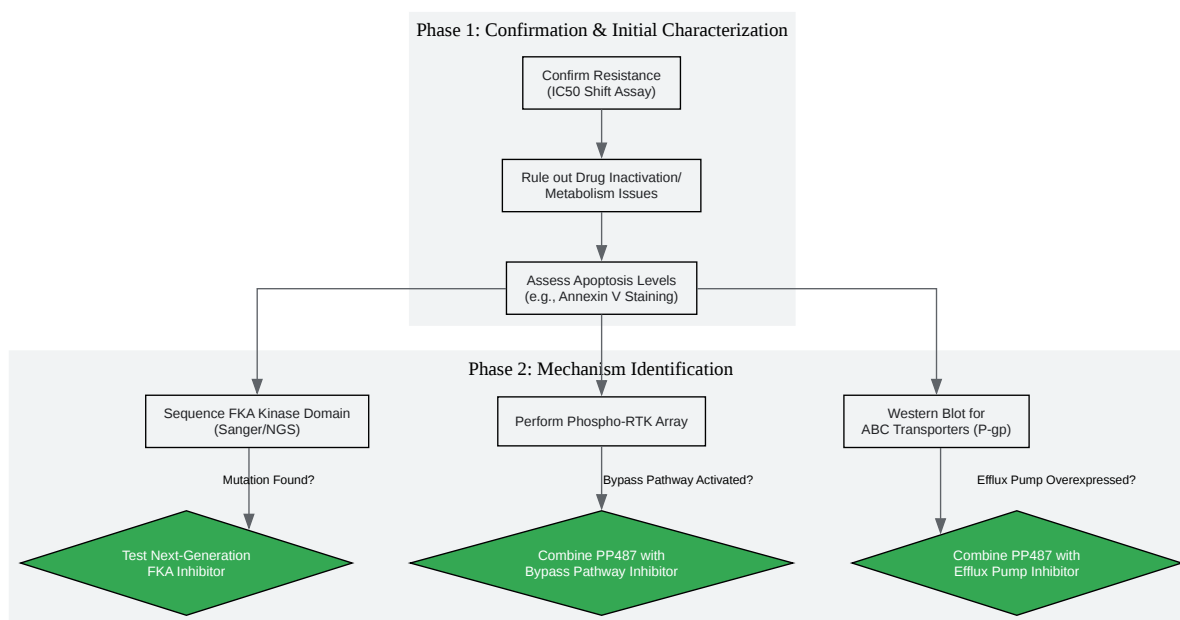 Phase 1: Confirmation & Initial Characterization
Confirm Resistance
(IC50 Shift Assay)
Rule out Drug Inactivation/
Metabolism Issues
Assess Apoptosis Levels
(e.g., Annexin V Staining)
Phase 2: Mechanism Identification
Sequence FKA Kinase Domain
(Sanger/NGS)
Perform Phospho-RTK Array
Western Blot for
ABC Transporters (P-gp)
Mutation Found?
Bypass Pathway Activated?
Efflux Pump Overexpressed?
Test Next-Generation
FKA Inhibitor
Combine PP487 with
Bypass Pathway Inhibitor
Combine PP487 with
Efflux Pump Inhibitor